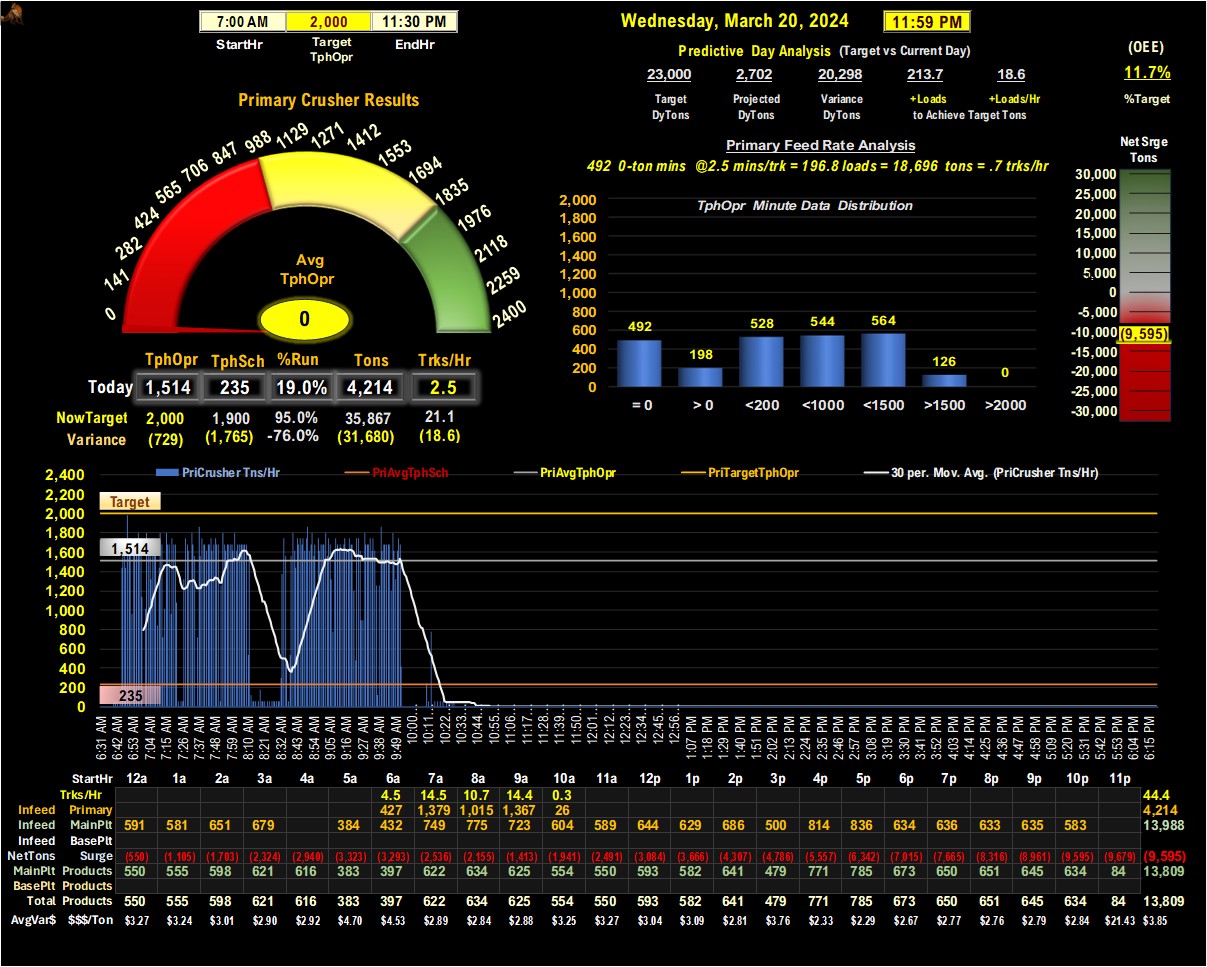 7:00 AM 2,000 11:30 PM
StartHr Target TphOpr EndHr
Wednesday, March 20, 2024 11:59 PM
Predictive Day Analysis (Target vs Current Day)
23,000 2,702 20,298 213.7 18.6
Target DyTons Projected DyTons Variance DyTons +Loads +Loads/Hr
to Achieve Target Tons
(OEE)
11.7%
%Target
Primary Crusher Results
0 141 282 424 565 706 847 988 1129 1271 1412 1553 1694 1835 1976 2118 2259 2400
Avg
TphOpr
0
TphOpr TphSch %Run Tons Trks/Hr
Today 1,514 235 19.0% 4,214 2.5
NowTarget 2,000 1,900 95.0% 35,867 21.1
Variance (729) (1,765) -76.0% (31,680) (18.6)
Primary Feed Rate Analysis
492 0-ton mins @2.5 mins/trk = 196.8 loads = 18,696 tons = .7 trks/hr
TphOpr Minute Data Distribution
2,000
1,800
1,600
1,400
1,200
1,000
800
600
400
200
0
492 198 528 544 564 126 0
= 0 > 0 <200 <1000 <1500 >1500 >2000
Net Srge
Tons
30,000
25,000
20,000
15,000
10,000
5,000
0
-5,000
-10,000 (9,595)
-15,000
-20,000
-25,000
-30,000
PriCrusher Tns/Hr PriAvgTphSch PriAvgTphOpr PriTargetTphOpr 30 per. Mov. Avg. (PriCrusher Tns/Hr)
2,400
2,200
2,000
1,800
1,600
1,400
1,200
1,000
800
600
400
200
0
Target
1,514
235
6:31 AM 6:42 AM 6:53 AM 7:04 AM 7:15 AM 7:26 AM 7:37 AM 7:48 AM 7:59 AM 8:10 AM 8:21 AM 8:32 AM 8:43 AM 8:54 AM 9:05 AM 9:16 AM 9:27 AM 9:38 AM 9:49 AM 10:00… 10:11… 10:22… 10:33… 10:44… 10:55… 11:06… 11:17… 11:28… 11:39… 11:50… 12:01… 12:12… 12:23… 12:34… 12:45… 12:56… 1:07 PM 1:18 PM 1:29 PM 1:40 PM 1:51 PM 2:02 PM 2:13 PM 2:24 PM 2:35 PM 2:46 PM 2:57 PM 3:08 PM 3:19 PM 3:30 PM 3:41 PM 3:52 PM 4:03 PM 4:14 PM 4:25 PM 4:36 PM 4:47 PM 4:58 PM 5:09 PM 5:20 PM 5:31 PM 5:42 PM 5:53 PM 6:04 PM 6:15 PM
StartHr 12a 1a 2a 3a 4a 5a 6a 7a 8a 9a 10a 11a 12p 1p 2p 3p 4p 5p 6p 7p 8p 9p 10p 11p
Trks/Hr 4.5 14.5 10.7 14.4 0.3 44.4
Infeed Primary 427 1,379 1,015 1,367 26 4,214
Infeed MainPlt 591 581 651 679 384 432 749 775 723 604 589 644 629 686 500 814 836 634 636 633 635 583 13,988
Infeed BasePlt
NetTons Surge (550) (1,105) (1,703) (2,324) (2,940) (3,323) (3,293) (2,536) (2,155) (1,413) (1,941) (2,491) (3,084) (3,666) (4,307) (4,786) (5,557) (6,342) (7,015) (7,665) (8,316) (8,961) (9,595) (9,679) (9,595)
MainPlt Products 550 555 598 621 616 383 397 622 634 625 554 550 593 582 641 479 771 785 673 650 651 645 634 84 13,809
BasePlt Products
Total Products 550 555 598 621 616 383 397 622 634 625 554 550 593 582 641 479 771 785 673 650 651 645 634 84 13,809
AvgVar$ $$$/Ton $3.27 $3.24 $3.01 $2.90 $2.92 $4.70 $4.53 $2.89 $2.84 $2.88 $3.25 $3.27 $3.04 $3.09 $2.81 $3.76 $2.33 $2.29 $2.67 $2.77 $2.76 $2.79 $2.84 $21.43 $3.85